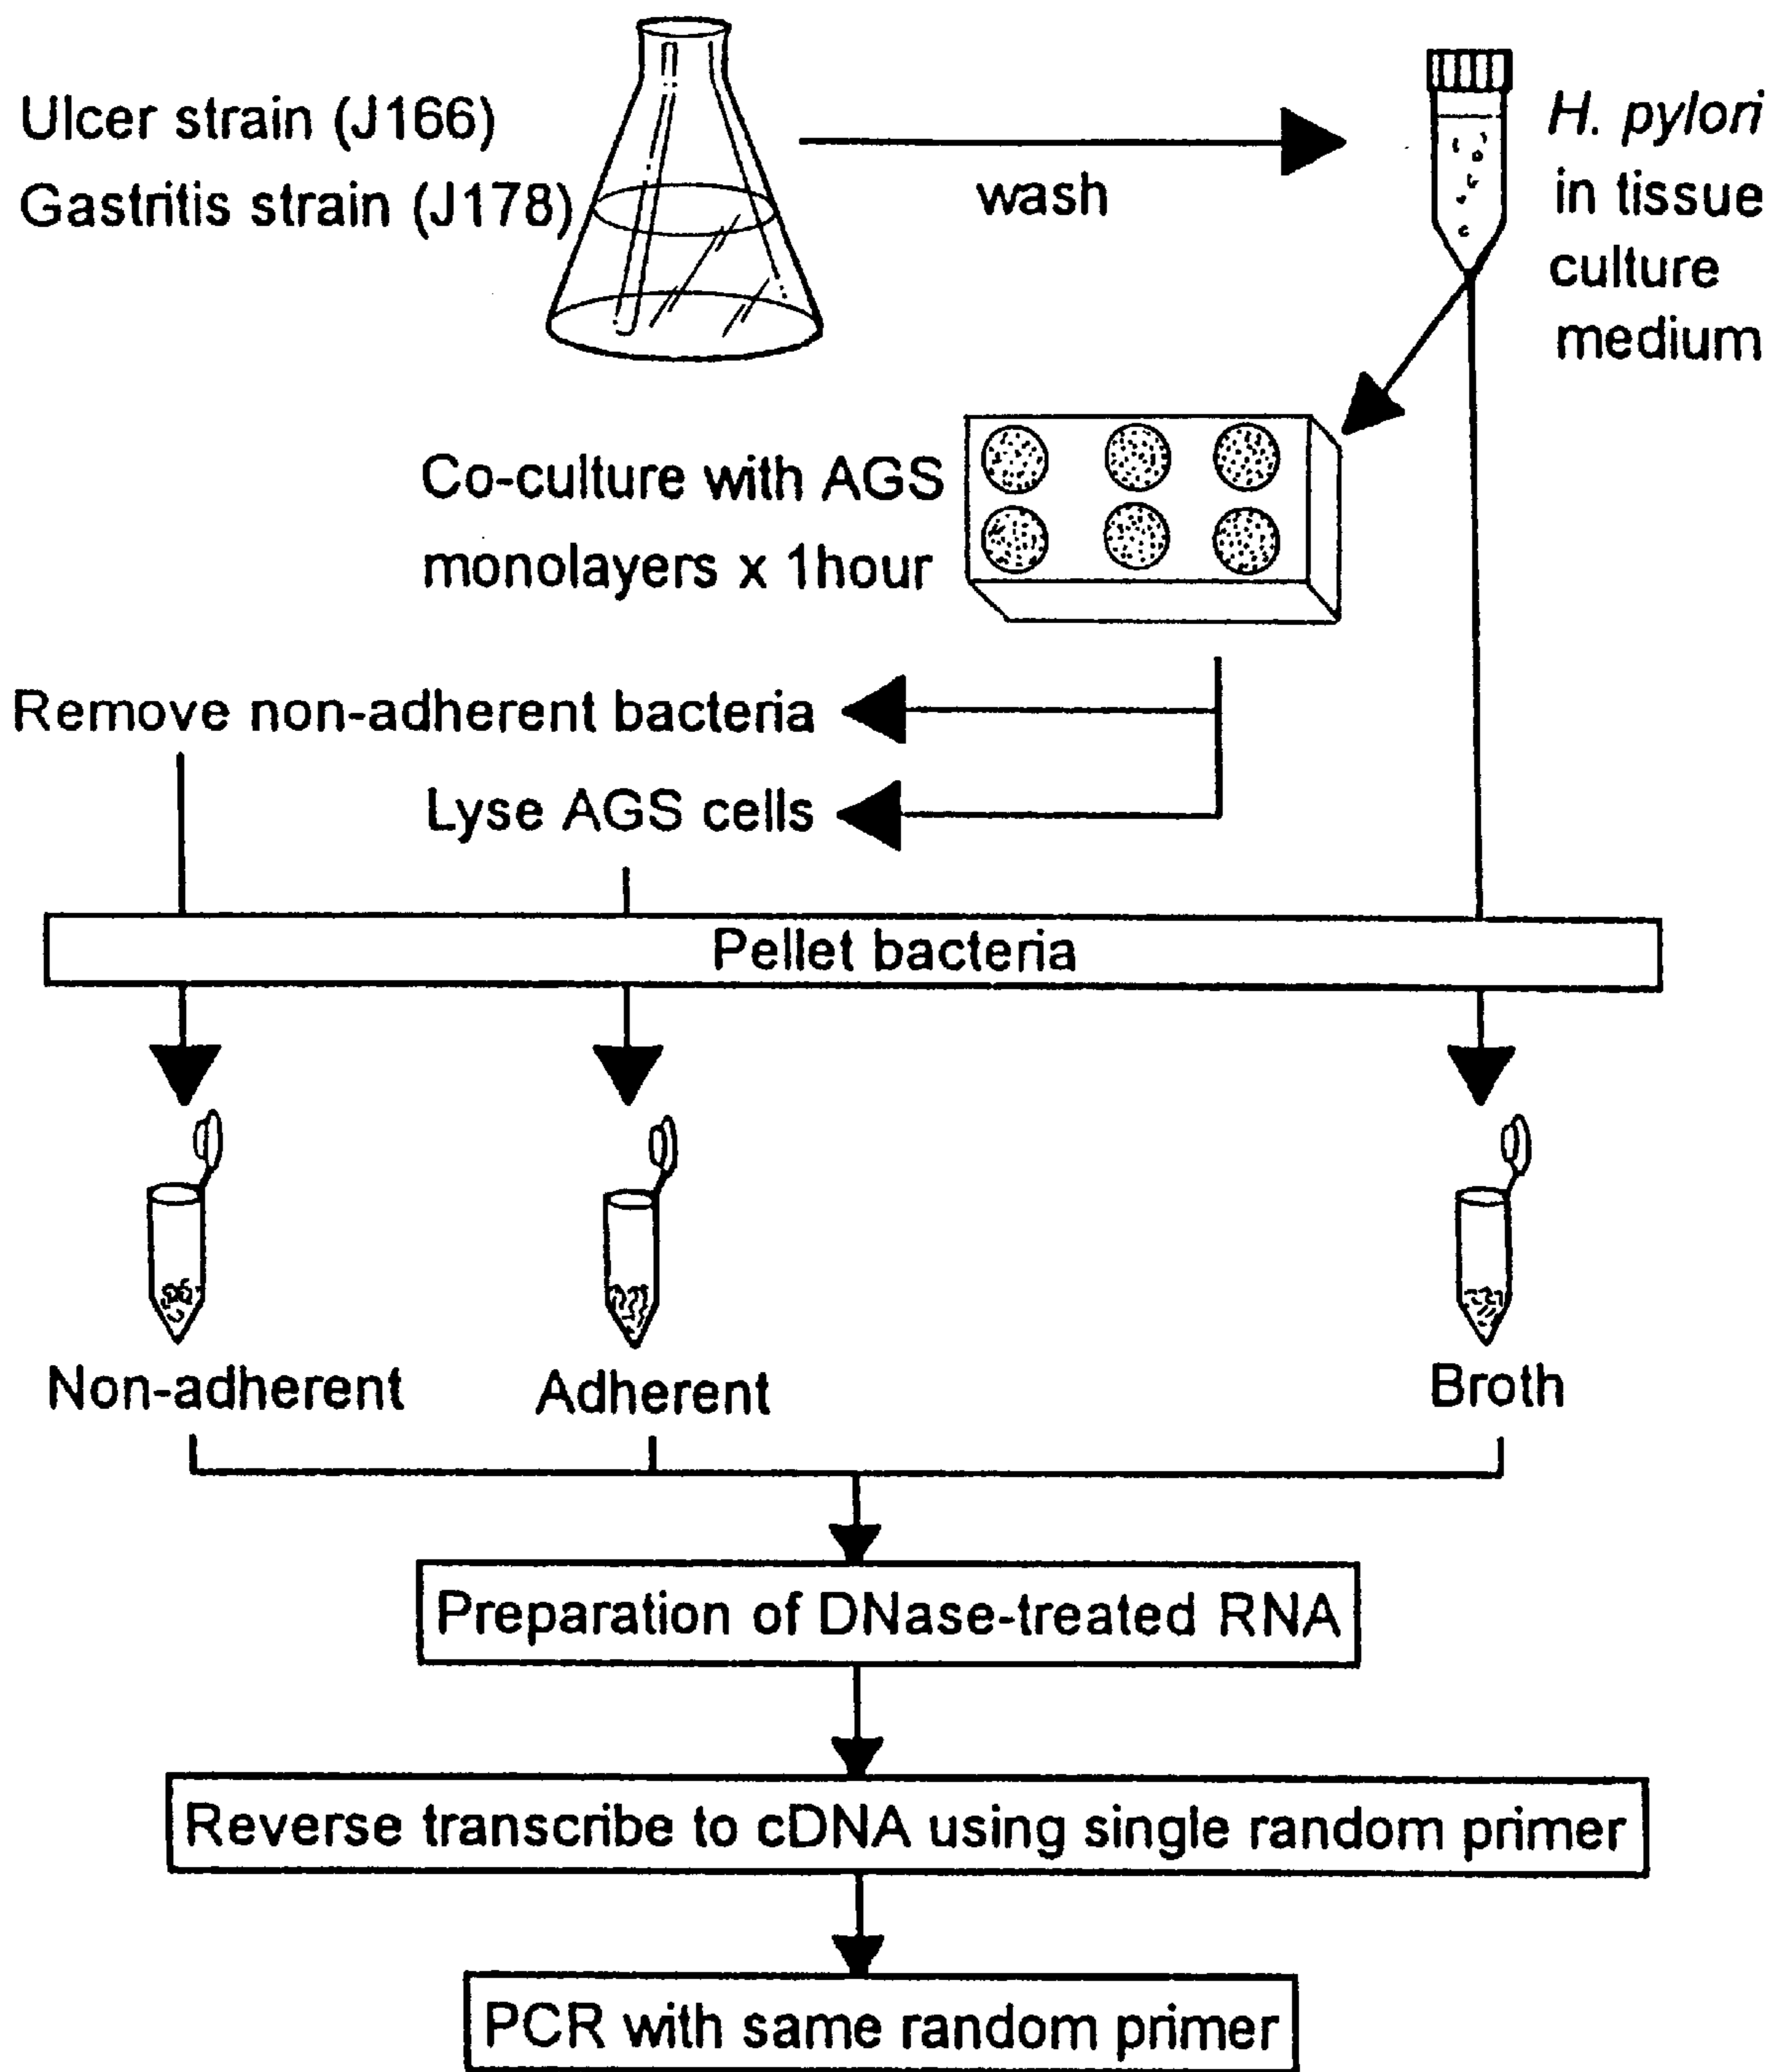 Ulcer strain (J166)
Gastritis strain (J178)
wash
H. pylori
in tissue
culture
medium
Co-culture with AGS
monolayers x 1hour
Remove non-adherent bacteria
Lyse AGS cells
Pellet bacteria
Non-adherent
Adherent
Broth
Preparation of DNase-treated RNA
Reverse transcribe to cDNA using single random primer
PCR with same random primer